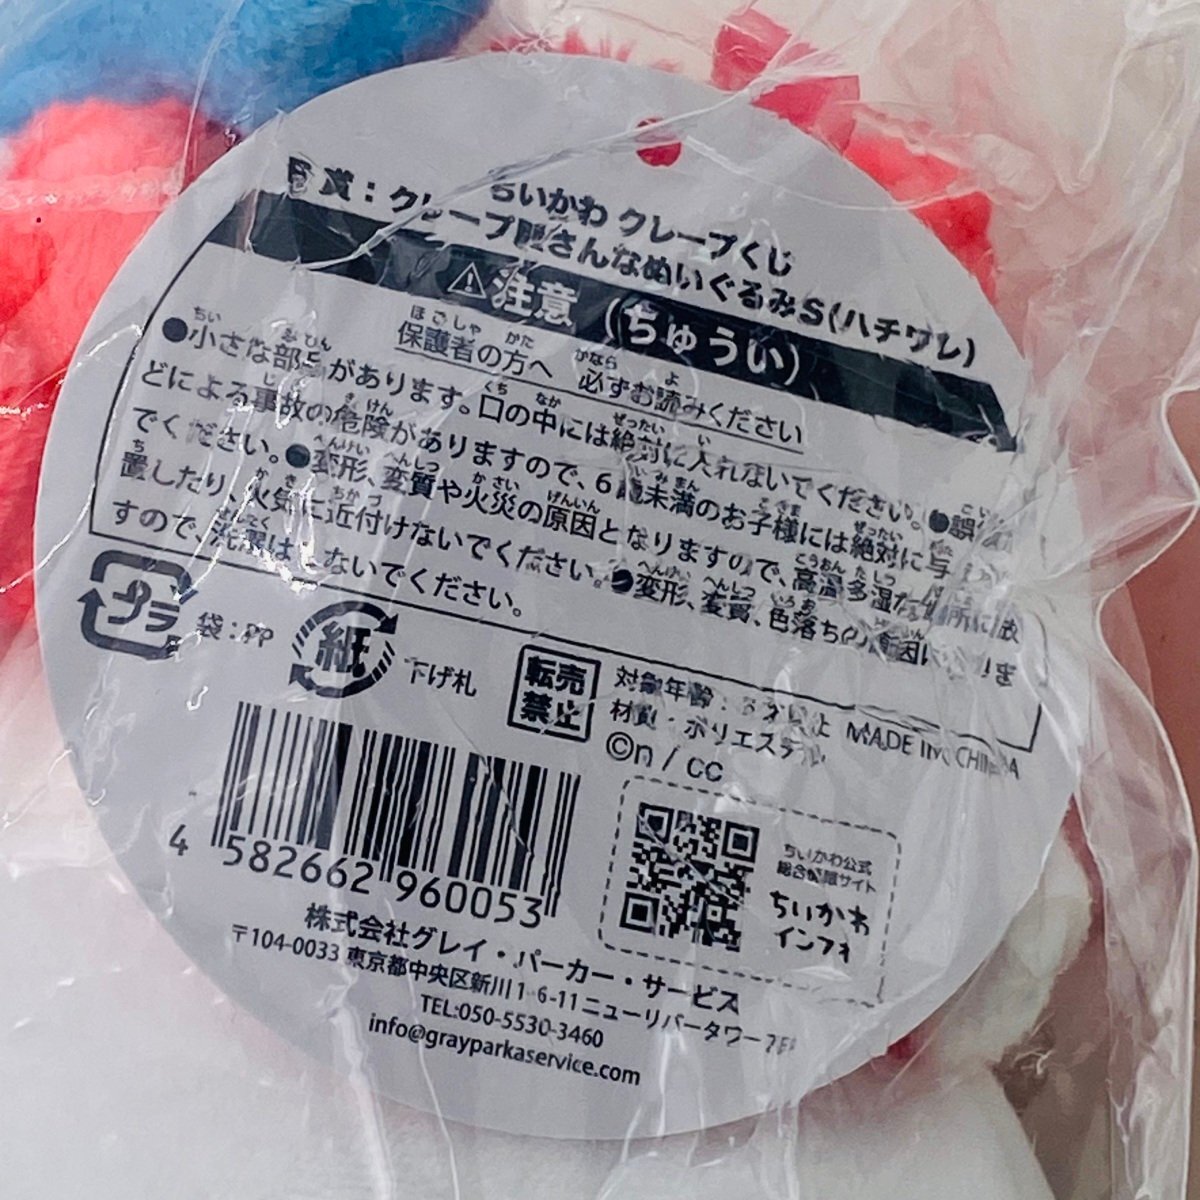 ちいかわ クレープくじ
賞：クレープ屋さんなぬいぐるみS(ハチワレ)
⚠注意（ちゅうい）
保護者の方へ 必ずお読みください
●小さな部品があります。口の中には絶対に入れないでください。●誤飲な
どによる事故の危険がありますので、6歳未満のお子様には絶対に与えない
でください。●変形、変質や火災の原因となりますので、高温多湿な場所に放
置したり、火気に近付けないでください。●変形、変質、色落ちの原因になりま
すので、洗濯はしないでください。
プラ 袋：PP 紙 下げ札
転売
禁止
対象年齢：
材質：ポリエステル MADE IN CHINA
©n / cc
4 582662 960053
ちいかわ公式
総合情報サイト
ちいかわ
インフォ
株式会社グレイ・パーカー・サービス
〒104-0033 東京都中央区新川1-6-11ニューリバータワー
TEL:050-5530-3460
info@grayparkaservice.com